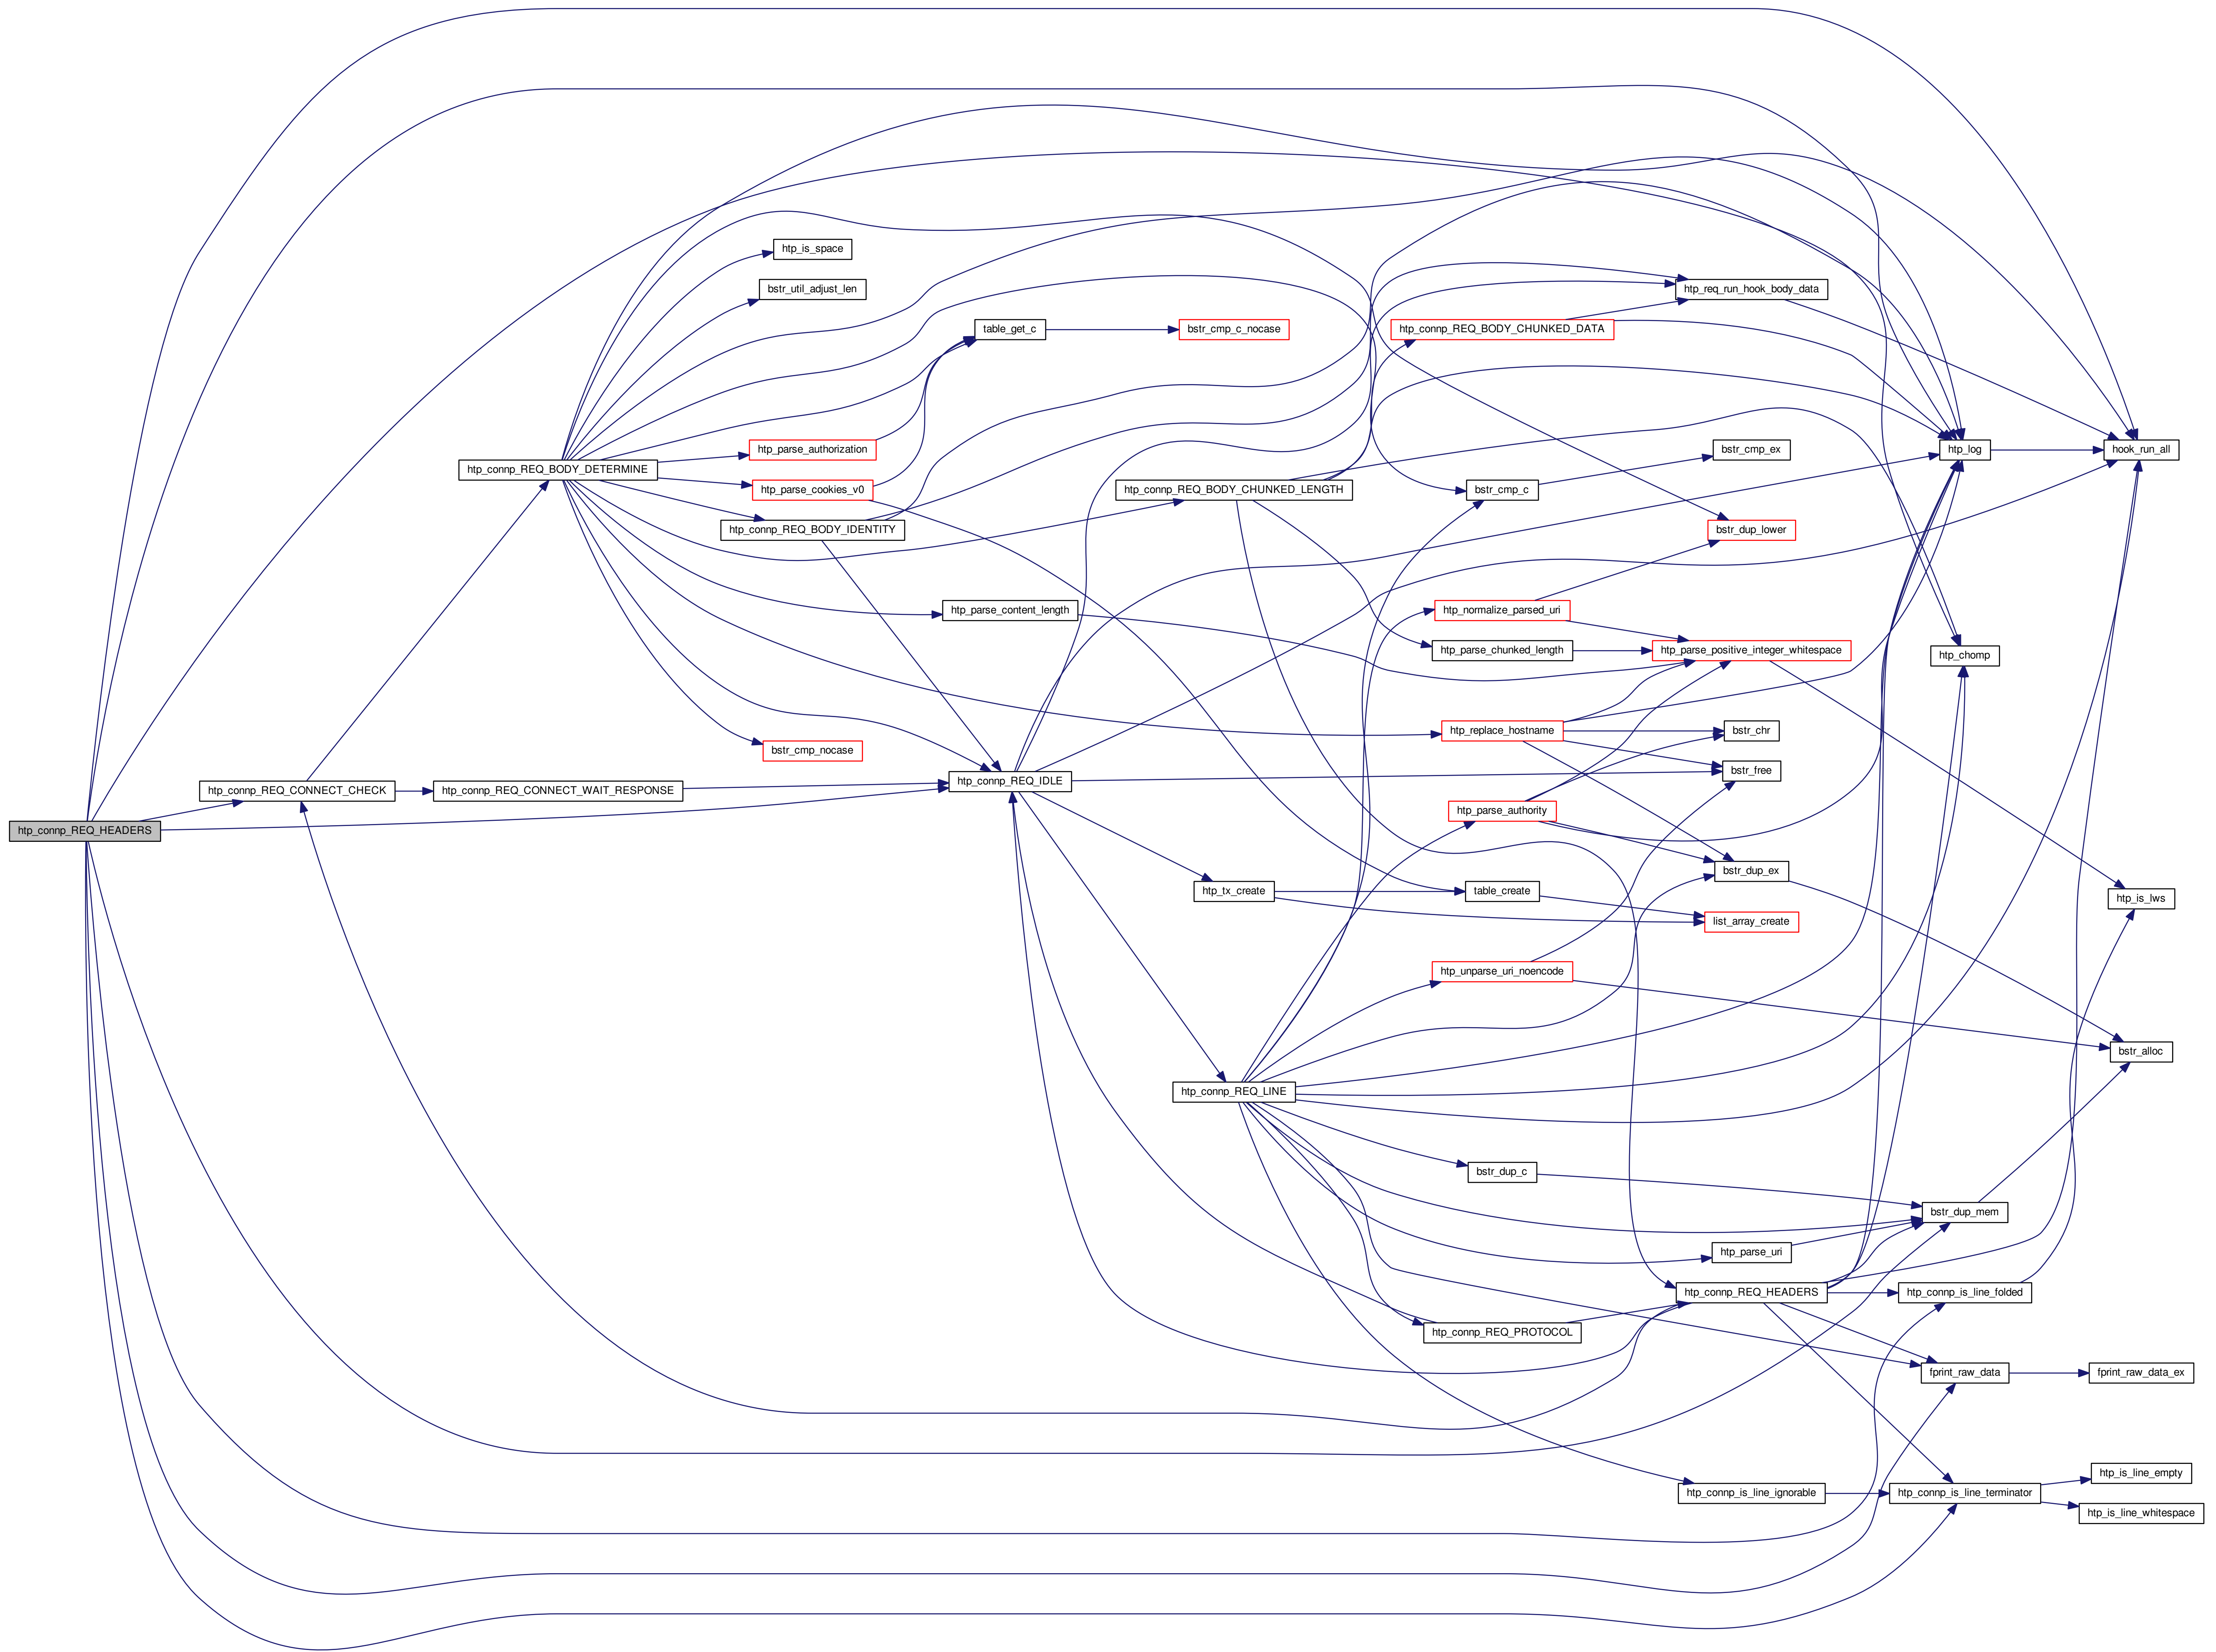 htp_connp_REQ_HEADERS
htp_connp_REQ_CONNECT_CHECK
htp_connp_REQ_CONNECT_WAIT_RESPONSE
htp_connp_REQ_BODY_DETERMINE
htp_is_space
bstr_util_adjust_len
htp_parse_authorization
htp_parse_cookies_v0
htp_connp_REQ_BODY_IDENTITY
bstr_cmp_nocase
table_get_c
htp_parse_content_length
htp_connp_REQ_IDLE
bstr_cmp_c_nocase
htp_connp_REQ_BODY_CHUNKED_LENGTH
htp_tx_create
htp_connp_REQ_LINE
htp_connp_REQ_BODY_CHUNKED_DATA
bstr_cmp_c
htp_normalize_parsed_uri
htp_parse_chunked_length
htp_replace_hostname
htp_parse_authority
table_create
htp_unparse_uri_noencode
bstr_dup_c
htp_connp_REQ_PROTOCOL
htp_req_run_hook_body_data
bstr_cmp_ex
bstr_dup_lower
htp_parse_positive_integer_whitespace
bstr_chr
bstr_free
bstr_dup_ex
list_array_create
htp_parse_uri
htp_connp_REQ_HEADERS
htp_connp_is_line_ignorable
htp_log
htp_chomp
bstr_dup_mem
htp_connp_is_line_folded
fprint_raw_data
htp_connp_is_line_terminator
hook_run_all
htp_is_lws
bstr_alloc
fprint_raw_data_ex
htp_is_line_empty
htp_is_line_whitespace